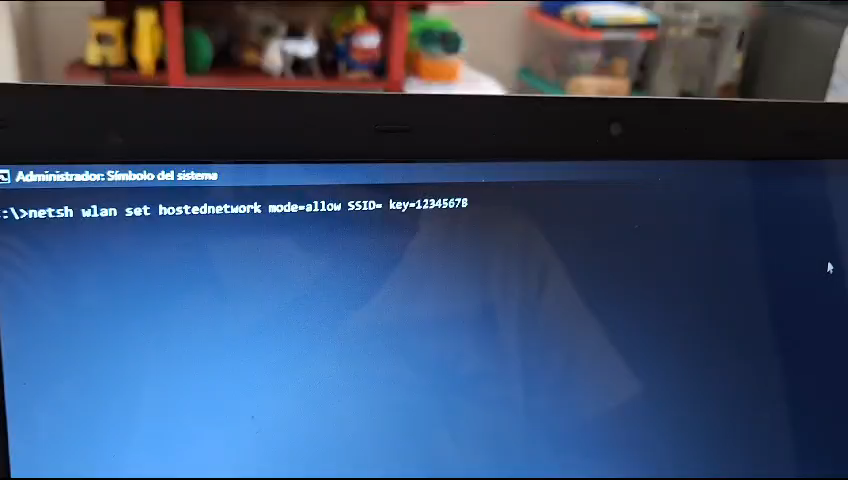 Administrador: Símbolo del sistema
:\>netsh wlan set hostednetwork mode=allow SSID= key=12345678